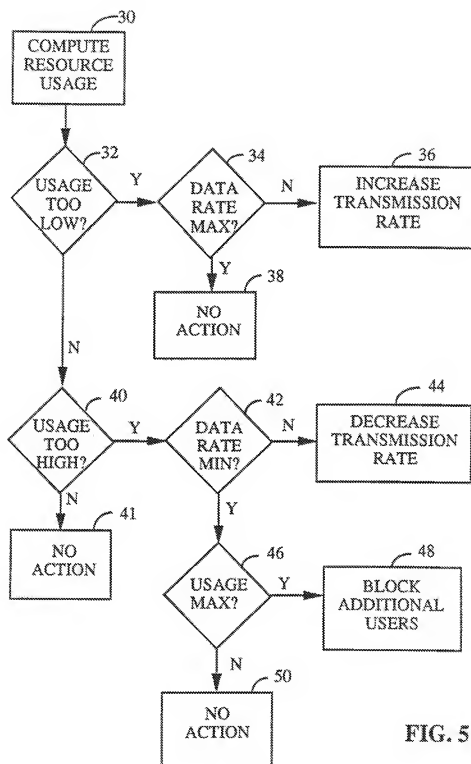 30
COMPUTE
RESOURCE
USAGE
32
USAGE
TOO
LOW?
Y
34
DATA
RATE
MAX?
N
36
INCREASE
TRANSMISSION
RATE
Y
38
NO
ACTION
N
40
USAGE
TOO
HIGH?
Y
42
DATA
RATE
MIN?
N
44
DECREASE
TRANSMISSION
RATE
N
41
NO
ACTION
Y
46
USAGE
MAX?
Y
48
BLOCK
ADDITIONAL
USERS
N
50
NO
ACTION
FIG. 5